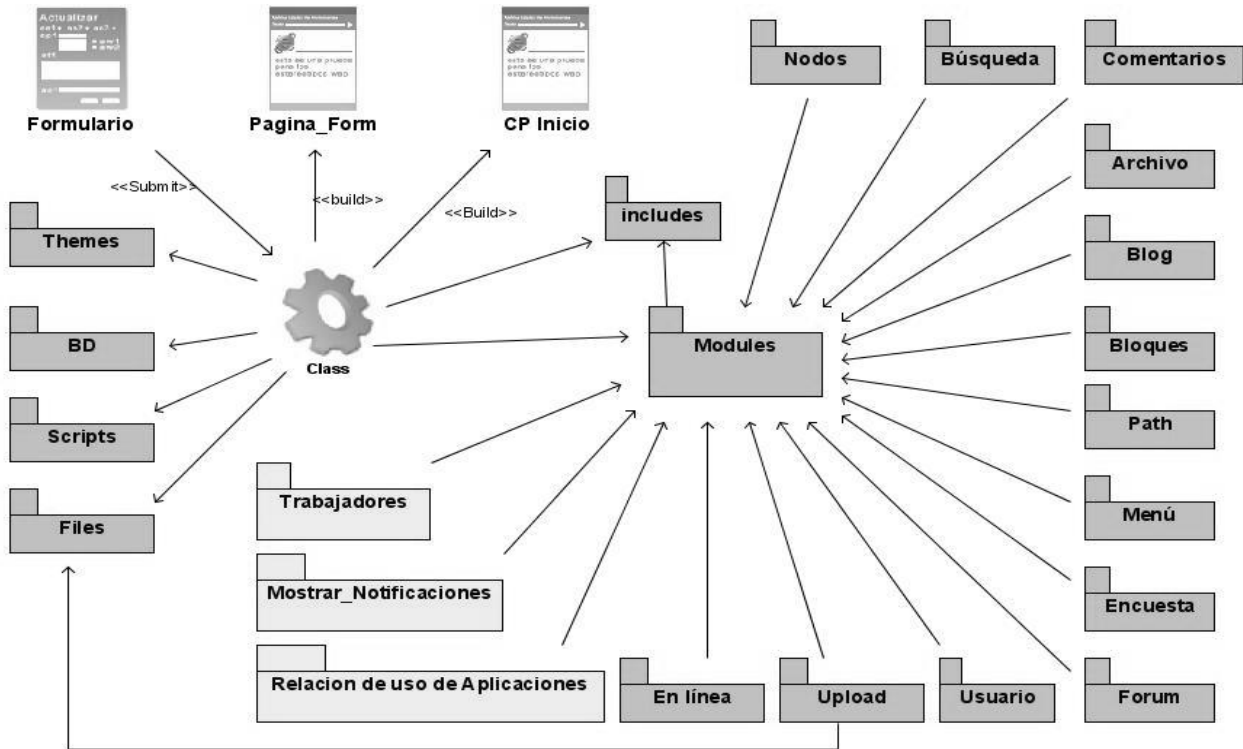 Actualizar
Nodos
Búsqueda
Comentarios
Formulario
Pagina_Form
CP Inicio
Archivo
<<Submit>>
<<build>>
<<Build>>
includes
Themes
Blog
BD
Class
Modules
Bloques
Scripts
Path
Trabajadores
Menú
Files
Mostrar_Notificaciones
Encuesta
Relacion de uso de Aplicaciones
En línea
Upload
Usuario
Forum